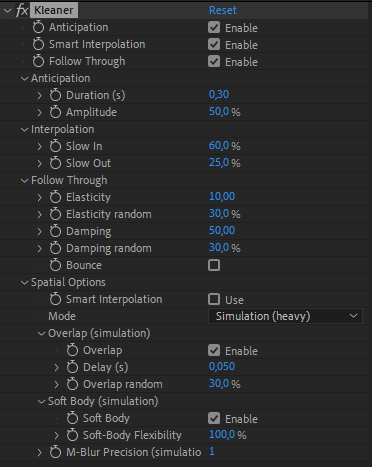 fx Kleaner Reset
Anticipation Enable
Smart Interpolation Enable
Follow Through Enable
Anticipation
Duration (s) 0,30
Amplitude 50,0 %
Interpolation
Slow In 60,0 %
Slow Out 25,0 %
Follow Through
Elasticity 10,00
Elasticity random 30,0 %
Damping 50,00
Damping random 30,0 %
Bounce
Spatial Options
Smart Interpolation Use
Mode Simulation (heavy)
Overlap (simulation)
Overlap Enable
Delay (s) 0,050
Overlap random 30,0 %
Soft Body (simulation)
Soft Body Enable
Soft-Body Flexibility 100,0 %
M-Blur Precision (simulatio 1